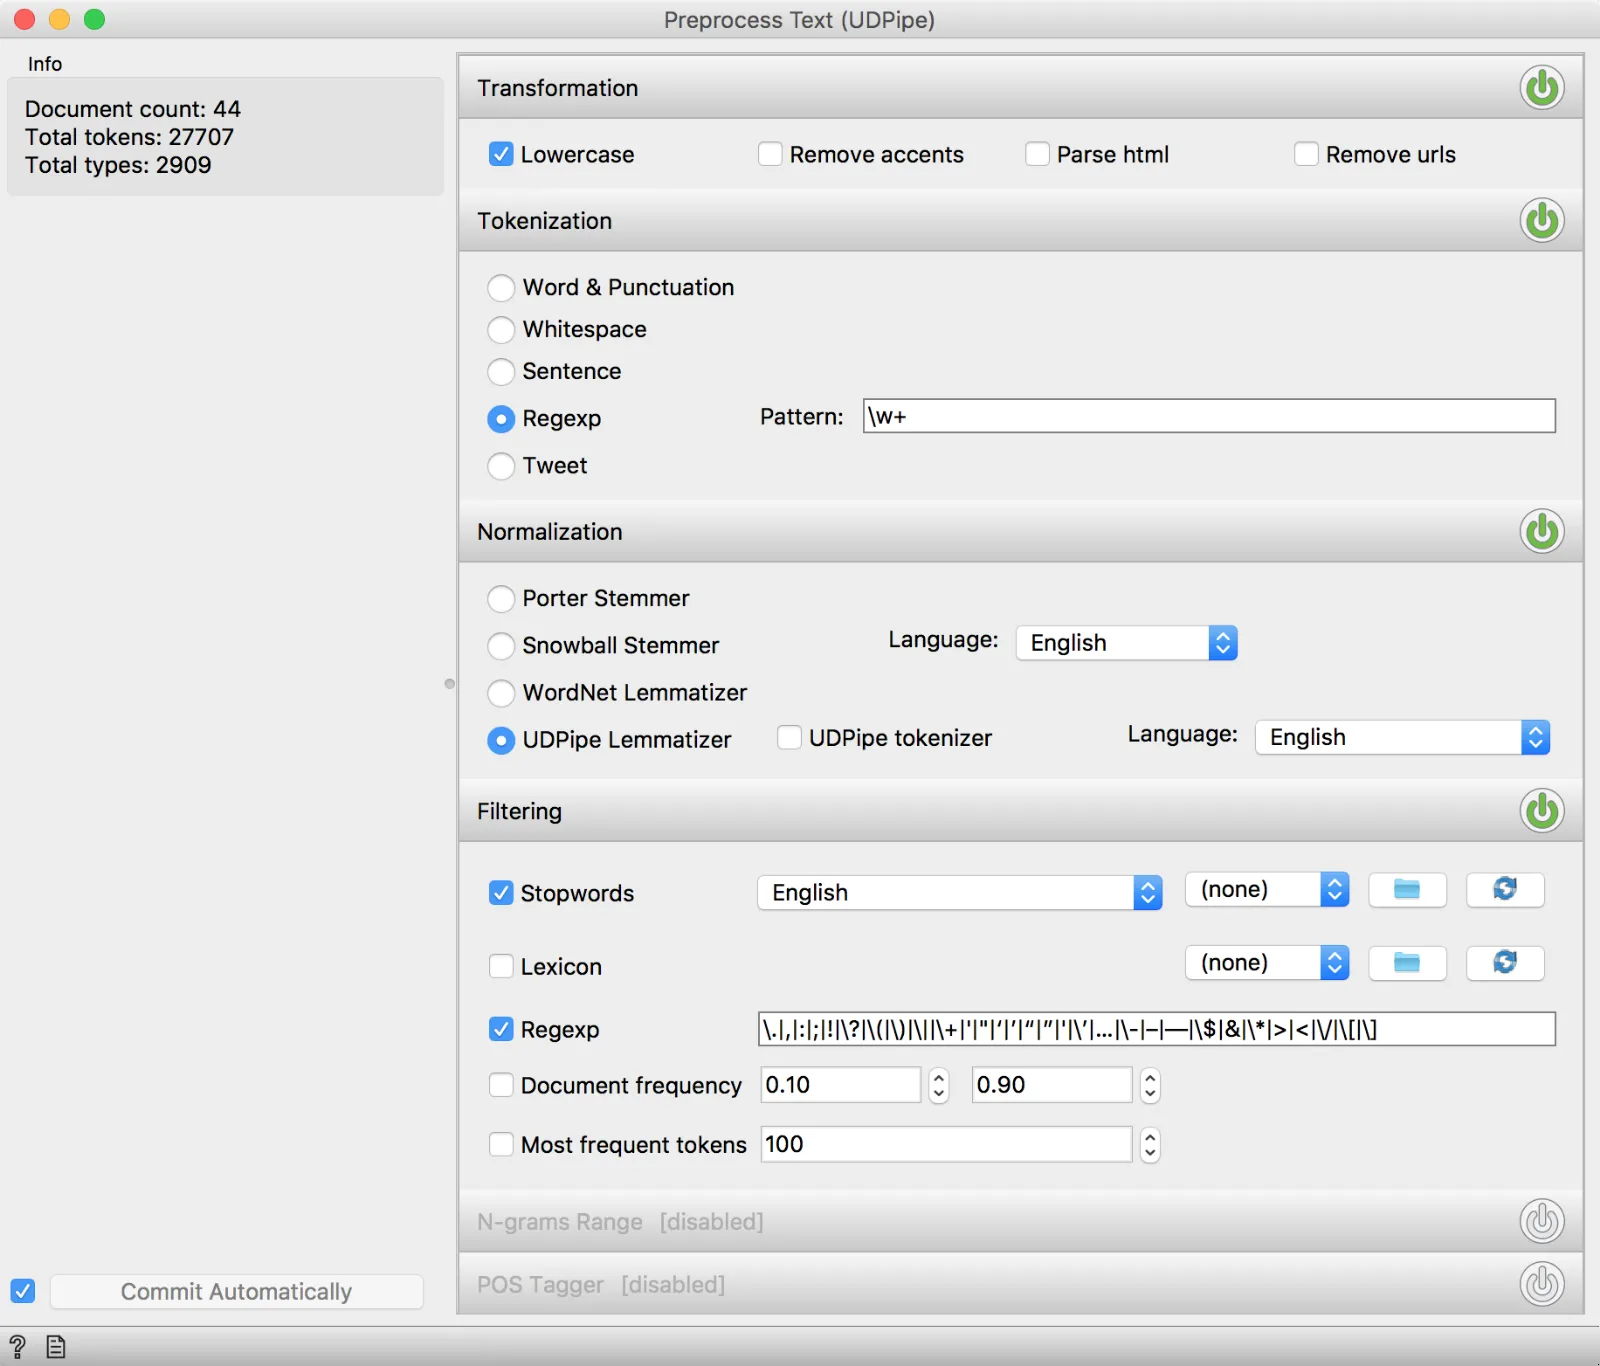 Preprocess Text (UDPipe)
Info
Document count: 44
Total tokens: 27707
Total types: 2909
Transformation
Lowercase
Remove accents
Parse html
Remove urls
Tokenization
Word & Punctuation
Whitespace
Sentence
Regexp
Pattern:
\w+
Tweet
Normalization
Porter Stemmer
Snowball Stemmer
Language:
English
WordNet Lemmatizer
UDPipe Lemmatizer
UDPipe tokenizer
Language:
English
Filtering
Stopwords
English
(none)
Lexicon
(none)
Regexp
\.|,|:|;|!|\?|\(|\)|\||\+|'|"|‘|’|“|”|'|\’|…|\-|–|—|\$|&|\*|>|<|\/|\[|\]
Document frequency
0.10
0.90
Most frequent tokens
100
N-grams Range [disabled]
POS Tagger [disabled]
Commit Automatically
?